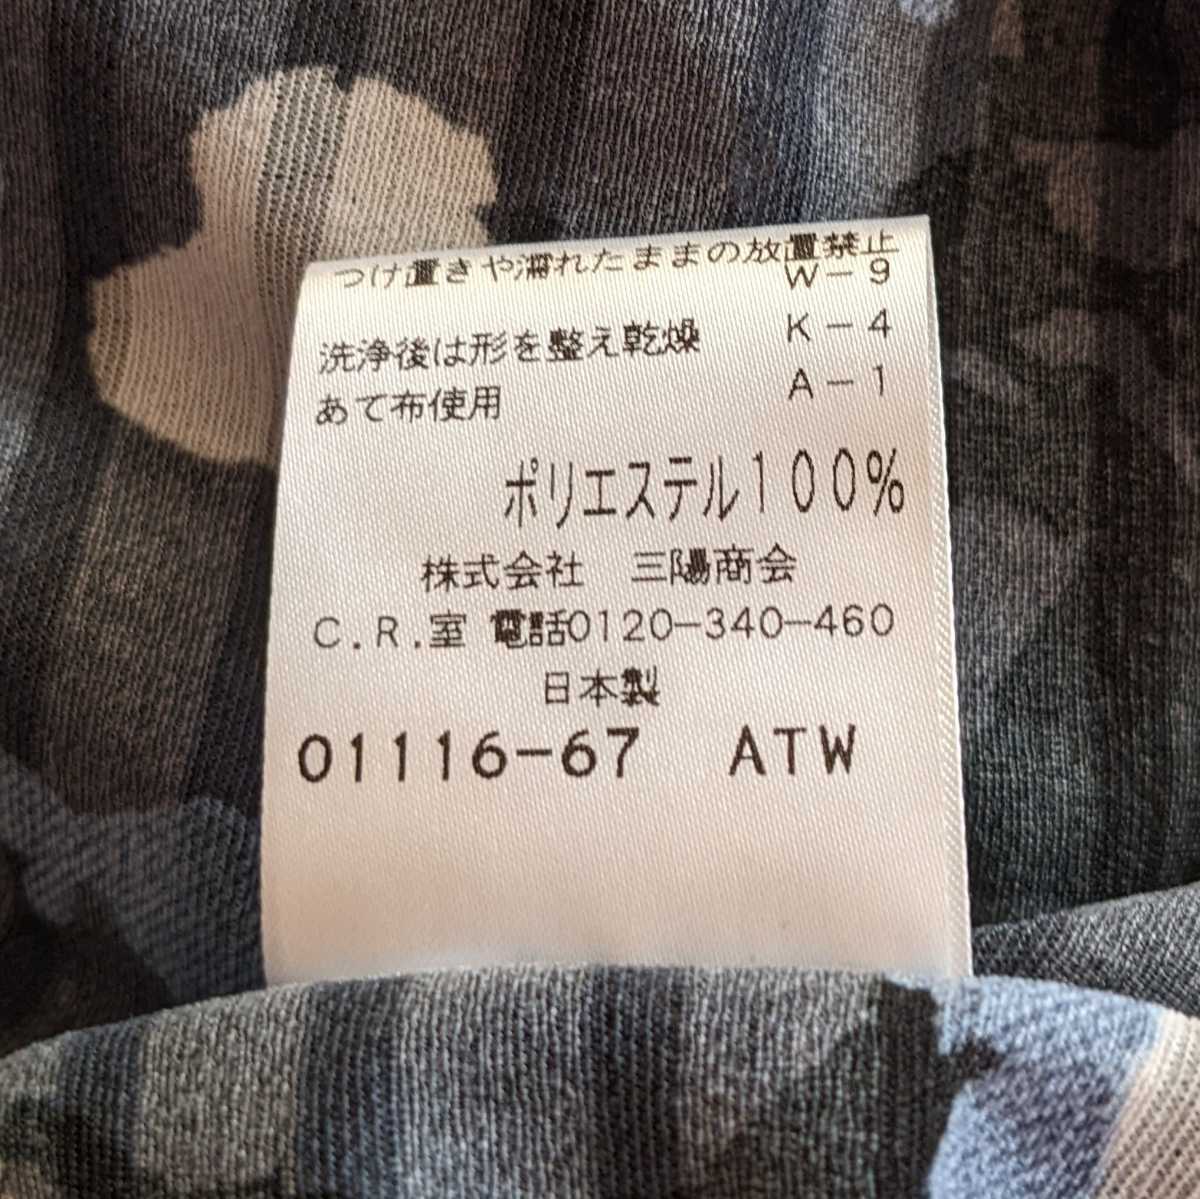 つけ置きや濡れたままの放置禁止
W-9
洗浄後は形を整え乾燥 K-4
あて布使用 A-1
ポリエステル100%
株式会社 三陽商会
C.R.室 電話0120-340-460
日本製
01116-67 ATW